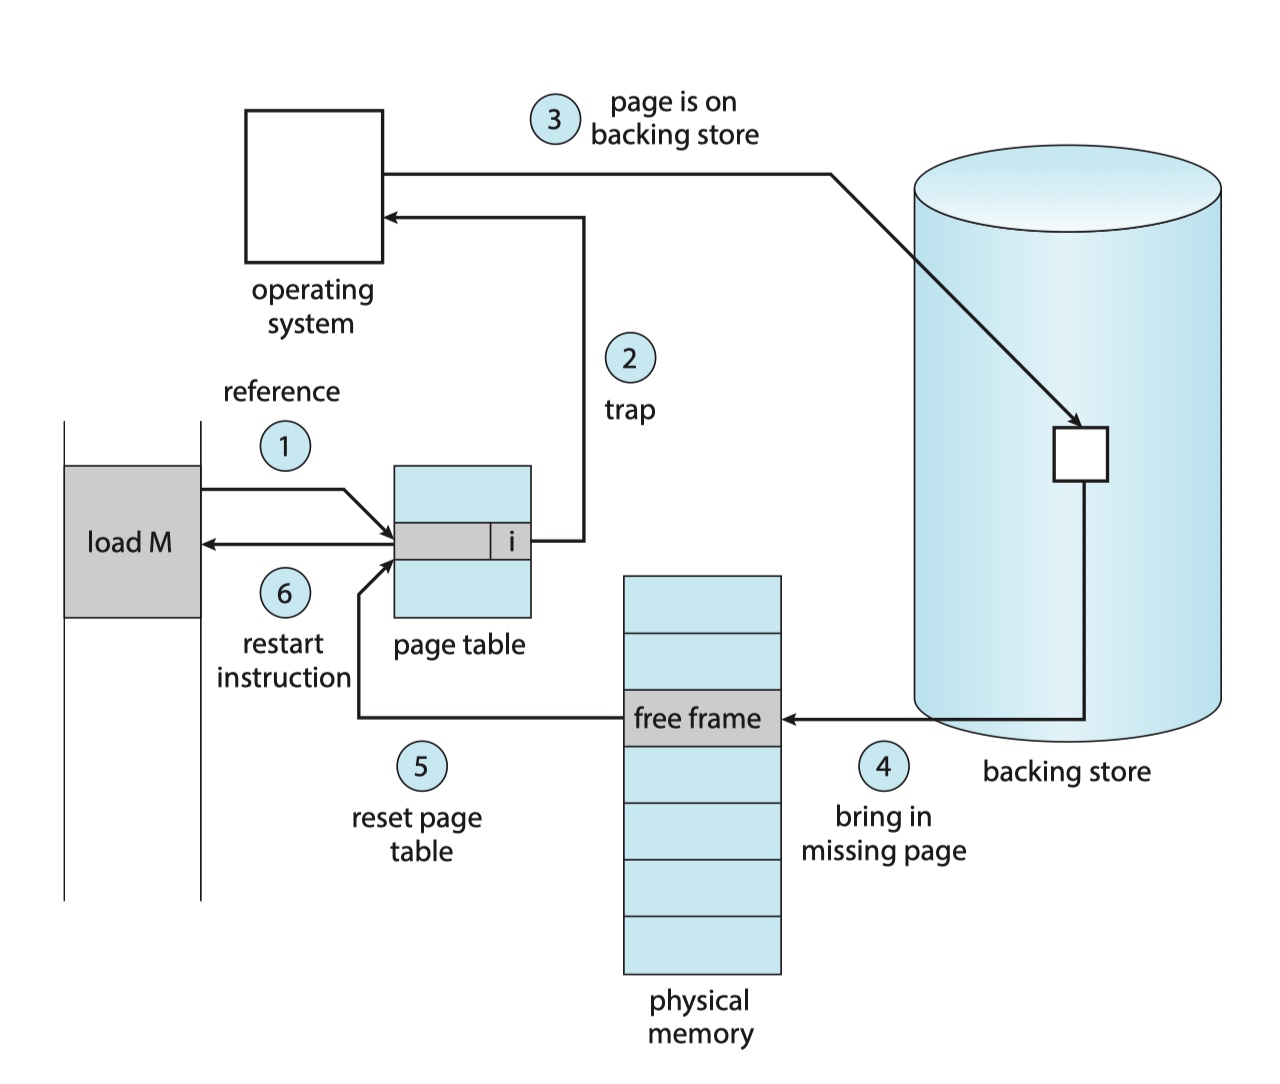 3
page is on
backing store
operating
system
2
trap
reference
1
load M
i
6
restart
instruction
page table
free frame
5
reset page
table
4
bring in
missing page
backing store
physical
memory